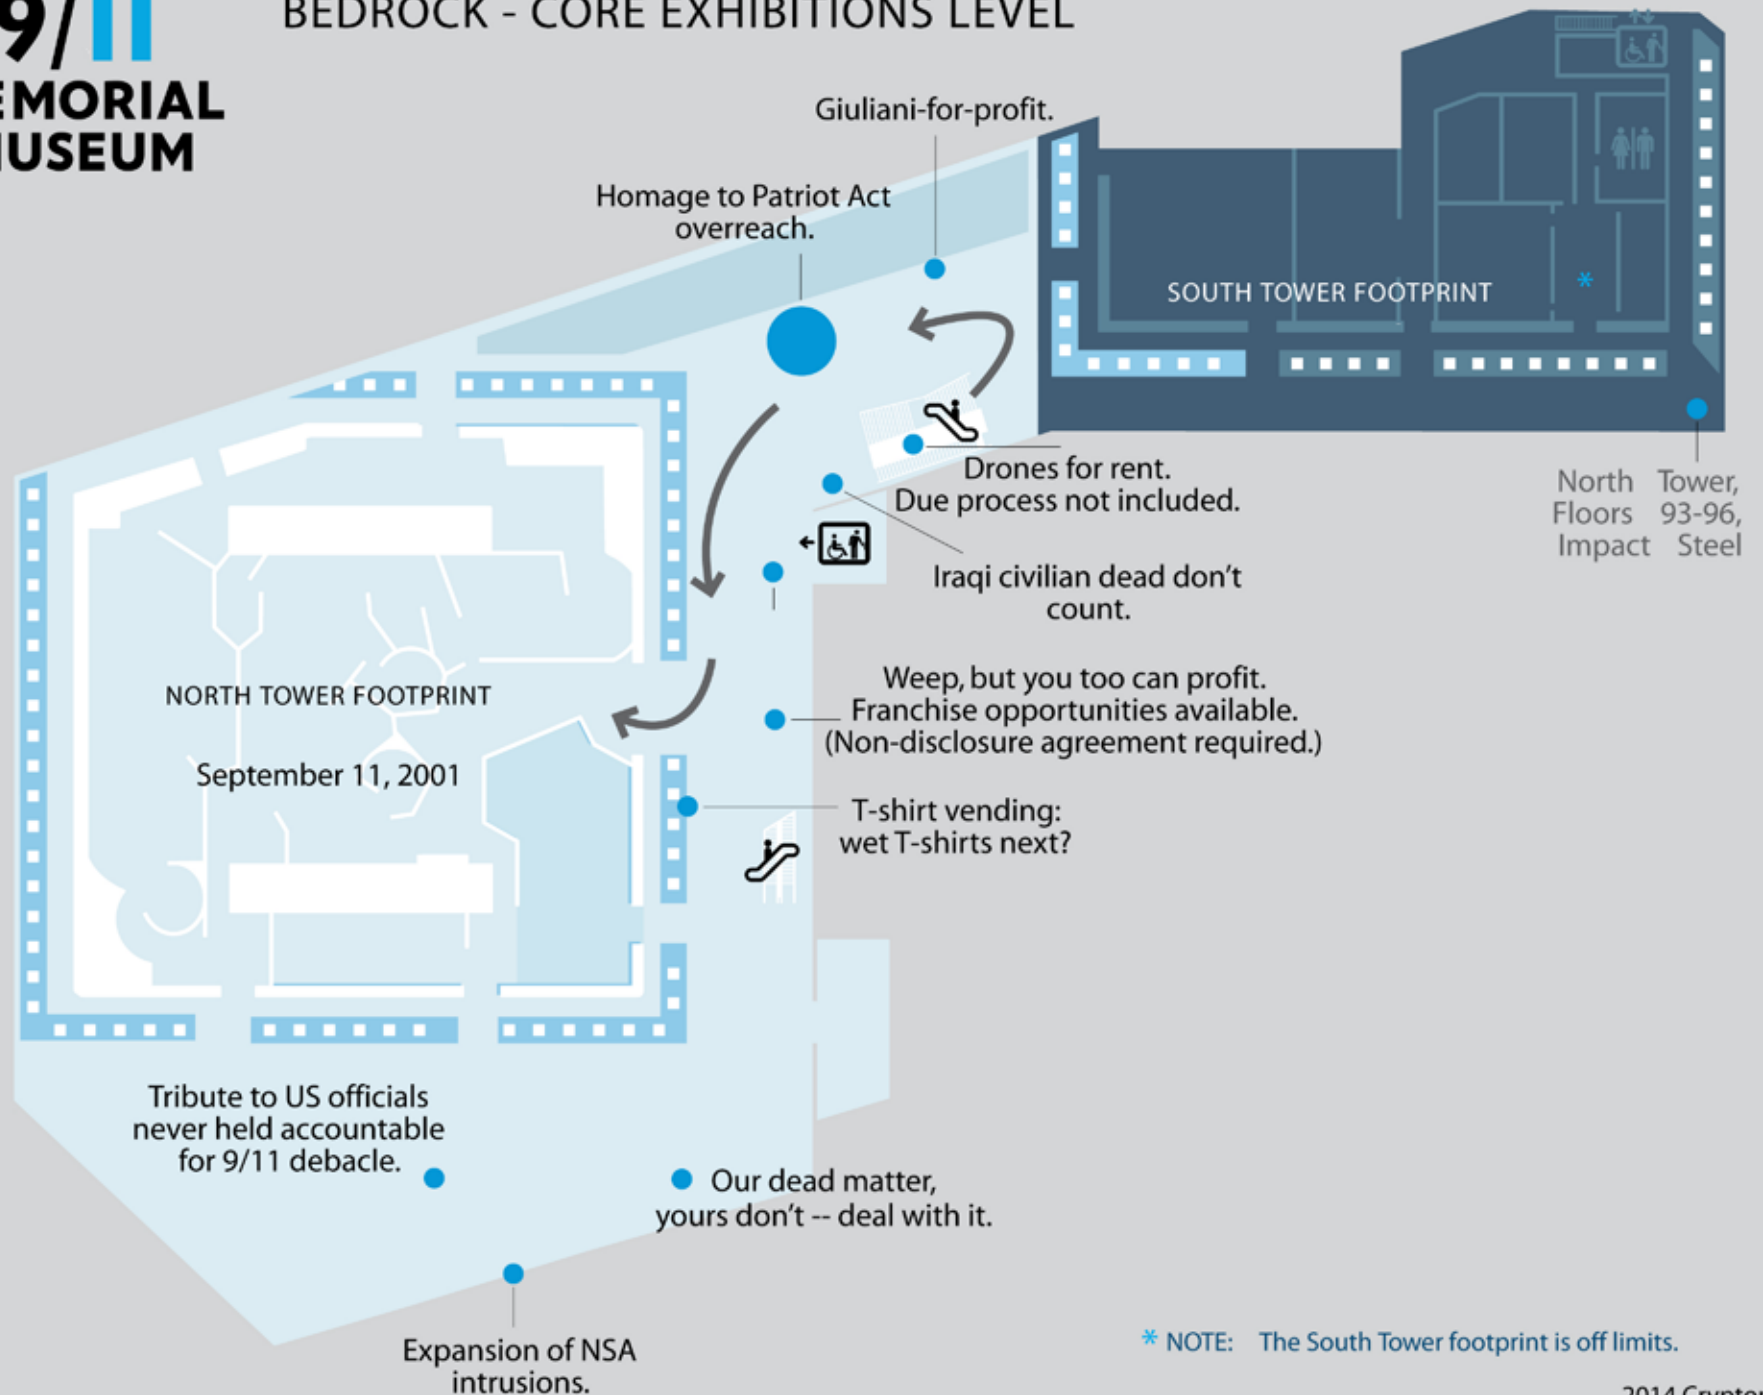 9/11
EMORIAL
USEUM
BEDROCK - CORE EXHIBITIONS LEVEL
Giuliani-for-profit.
Homage to Patriot Act
overreach.
SOUTH TOWER FOOTPRINT
*
Drones for rent.
Due process not included.
North Tower,
Floors 93-96,
Impact Steel
Iraqi civilian dead don't
count.
Weep, but you too can profit.
Franchise opportunities available.
(Non-disclosure agreement required.)
NORTH TOWER FOOTPRINT
September 11, 2001
T-shirt vending:
wet T-shirts next?
Tribute to US officials
never held accountable
for 9/11 debacle.
Our dead matter,
yours don't -- deal with it.
Expansion of NSA
intrusions.
* NOTE: The South Tower footprint is off limits.
2014